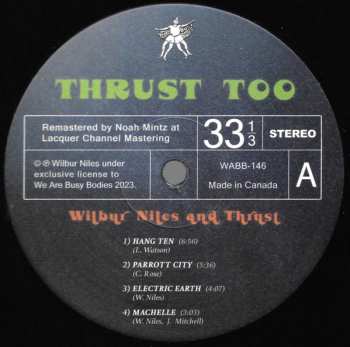 THRUST TOO
Remastered by Noah Mintz at
Lacquer Channel Mastering
33 1/3 STEREO
© ℗ Wilbur Niles under
exclusive license to
We Are Busy Bodies 2023.
WABB-146
Made in Canada
A
Wilbur Niles and Thrust
1) HANG TEN (6:56)
(L. Watson)
2) PARROTT CITY (5:36)
(C. Rose)
3) ELECTRIC EARTH (4:07)
(W. Niles)
4) MACHELLE (3:03)
(W. Niles, J. Mitchell)